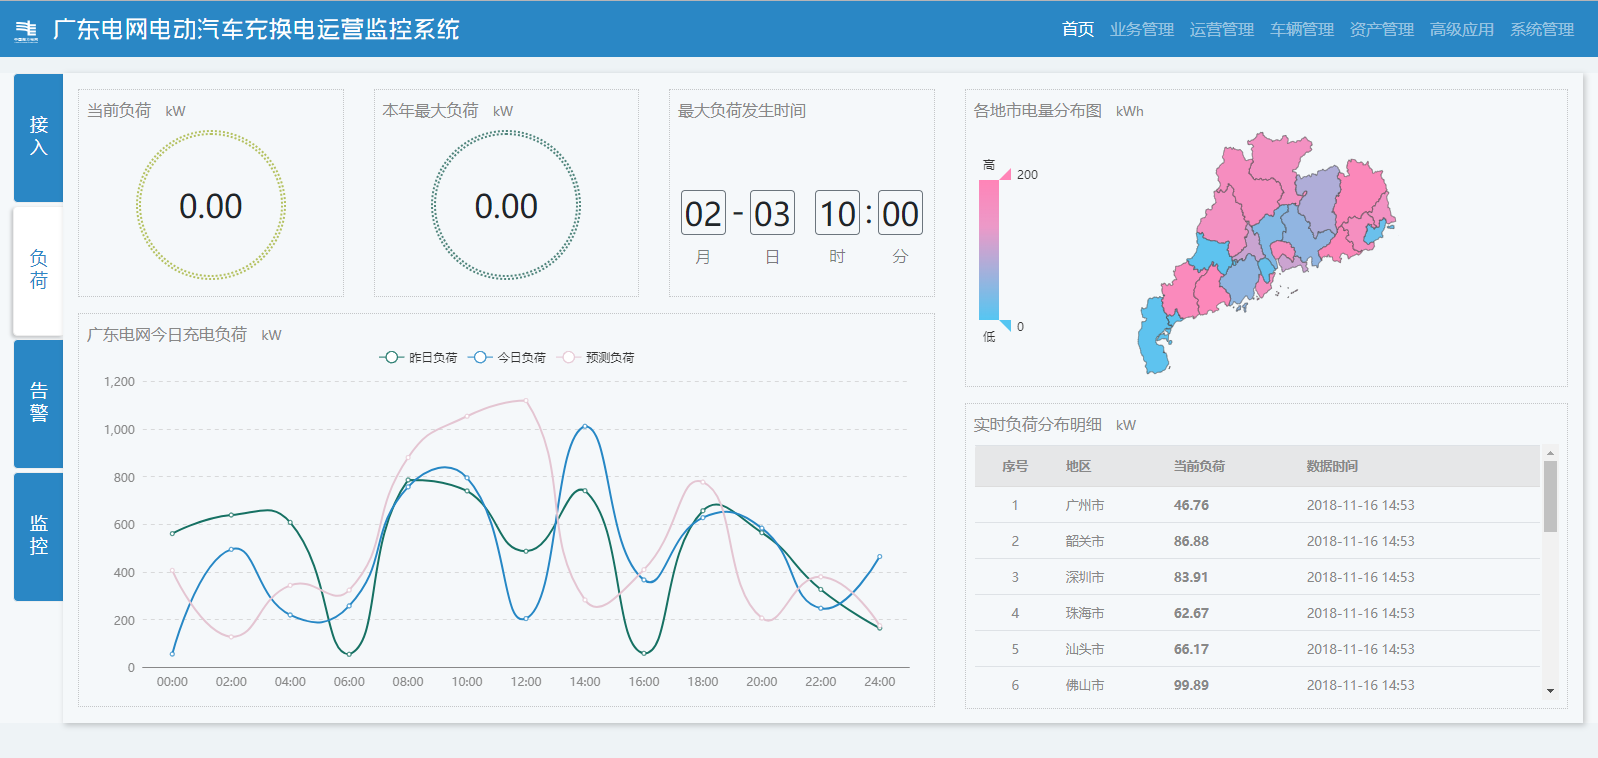 广东电网电动汽车充换电运营监控系统
首页 业务管理 运营管理 车辆管理 资产管理 高级应用 系统管理
接入
负荷
告警
监控
当前负荷 kW
0.00
本年最大负荷 kW
0.00
最大负荷发生时间
02-03 10:00
月 日 时 分
各地市电量分布图 kWh
高
200
0
低
广东电网今日充电负荷 kW
昨日负荷 今日负荷 预测负荷
1,200
1,000
800
600
400
200
0
00:00 02:00 04:00 06:00 08:00 10:00 12:00 14:00 16:00 18:00 20:00 22:00 24:00
实时负荷分布明细 kW
序号 地区 当前负荷 数据时间
1 广州市 46.76 2018-11-16 14:53
2 韶关市 86.88 2018-11-16 14:53
3 深圳市 83.91 2018-11-16 14:53
4 珠海市 62.67 2018-11-16 14:53
5 汕头市 66.17 2018-11-16 14:53
6 佛山市 99.89 2018-11-16 14:53